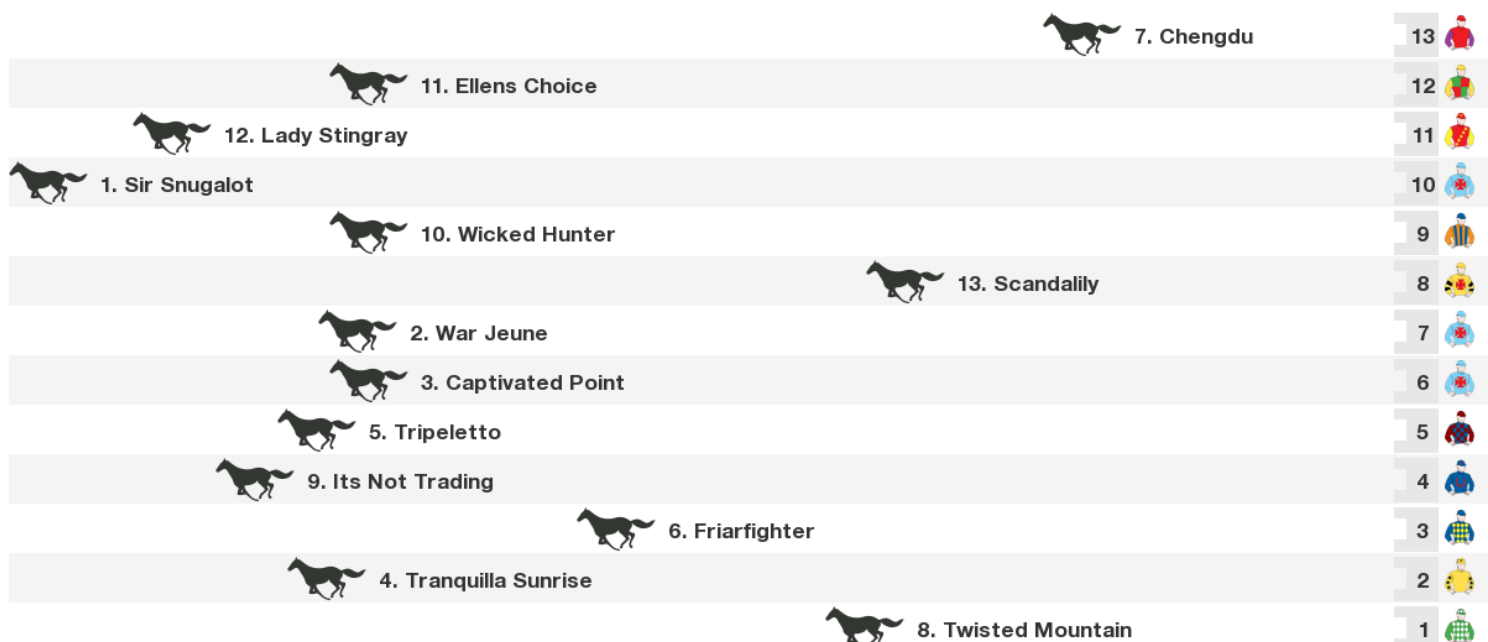 7. Chengdu 13
11. Ellens Choice 12
12. Lady Stingray 11
1. Sir Snugalot 10
10. Wicked Hunter 9
13. Scandalily 8
2. War Jeune 7
3. Captivated Point 6
5. Tripeletto 5
9. Its Not Trading 4
6. Friarfighter 3
4. Tranquilla Sunrise 2
8. Twisted Mountain 1